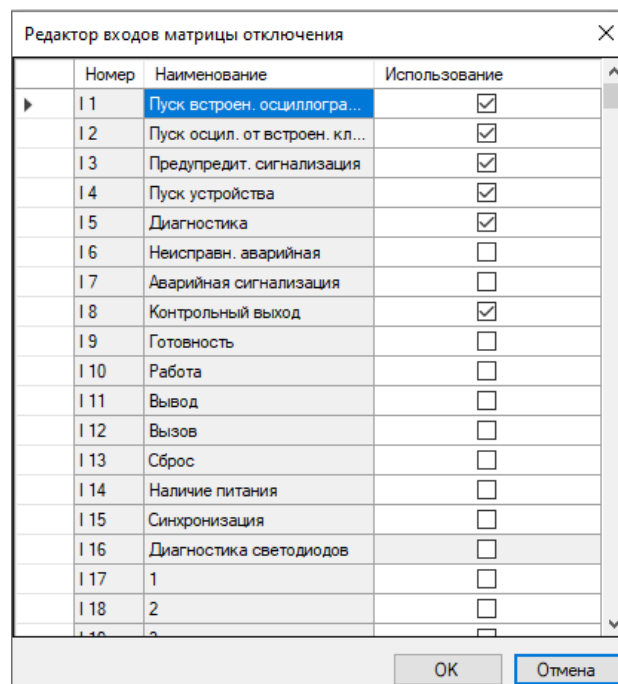 Редактор входов матрицы отключения
Номер Наименование Использование
I 1 Пуск встроен. осциллогра...
I 2 Пуск осцил. от встроен. кл...
I 3 Предупредит. сигнализация
I 4 Пуск устройства
I 5 Диагностика
I 6 Неисправн. аварийная
I 7 Аварийная сигнализация
I 8 Контрольный выход
I 9 Готовность
I 10 Работа
I 11 Вывод
I 12 Вызов
I 13 Сброс
I 14 Наличие питания
I 15 Синхронизация
I 16 Диагностика светодиодов
I 17 1
I 18 2
OK Отмена